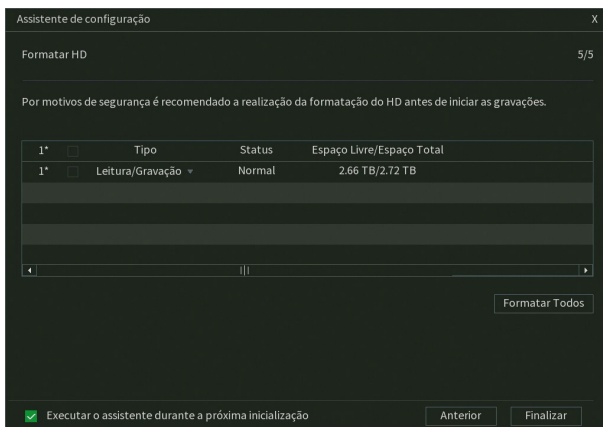 Assistente de configuração X
Formatar HD 5/5
Por motivos de segurança é recomendado a realização da formatação do HD antes de iniciar as gravações.
1* Tipo Status Espaço Livre/Espaço Total
1* Leitura/Gravação Normal 2.66 TB/2.72 TB
Formatar Todos
Executar o assistente durante a próxima inicialização Anterior Finalizar